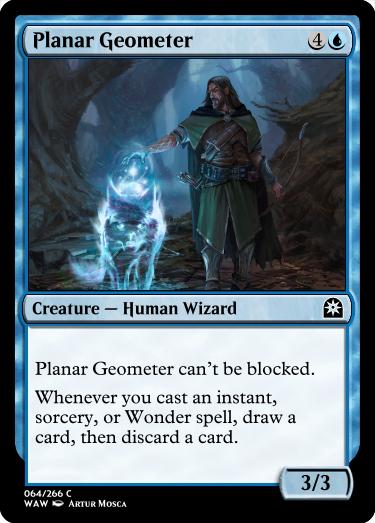 Planar Geometer 4
Creature — Human Wizard
Planar Geometer can't be blocked.
Whenever you cast an instant,
sorcery, or Wonder spell, draw a
card, then discard a card.
3/3
064/266 C
WAW Artur Mosca